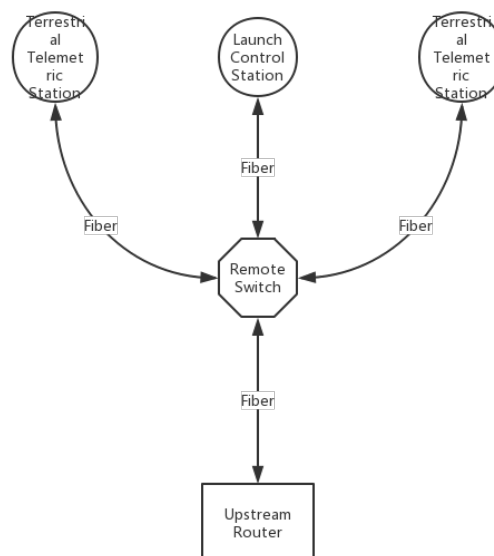 Terrestri
al
Telemet
ric
Station
Launch
Control
Station
Terrestri
al
Telemet
ric
Station
Fiber
Fiber
Fiber
Remote
Switch
Fiber
Upstream
Router